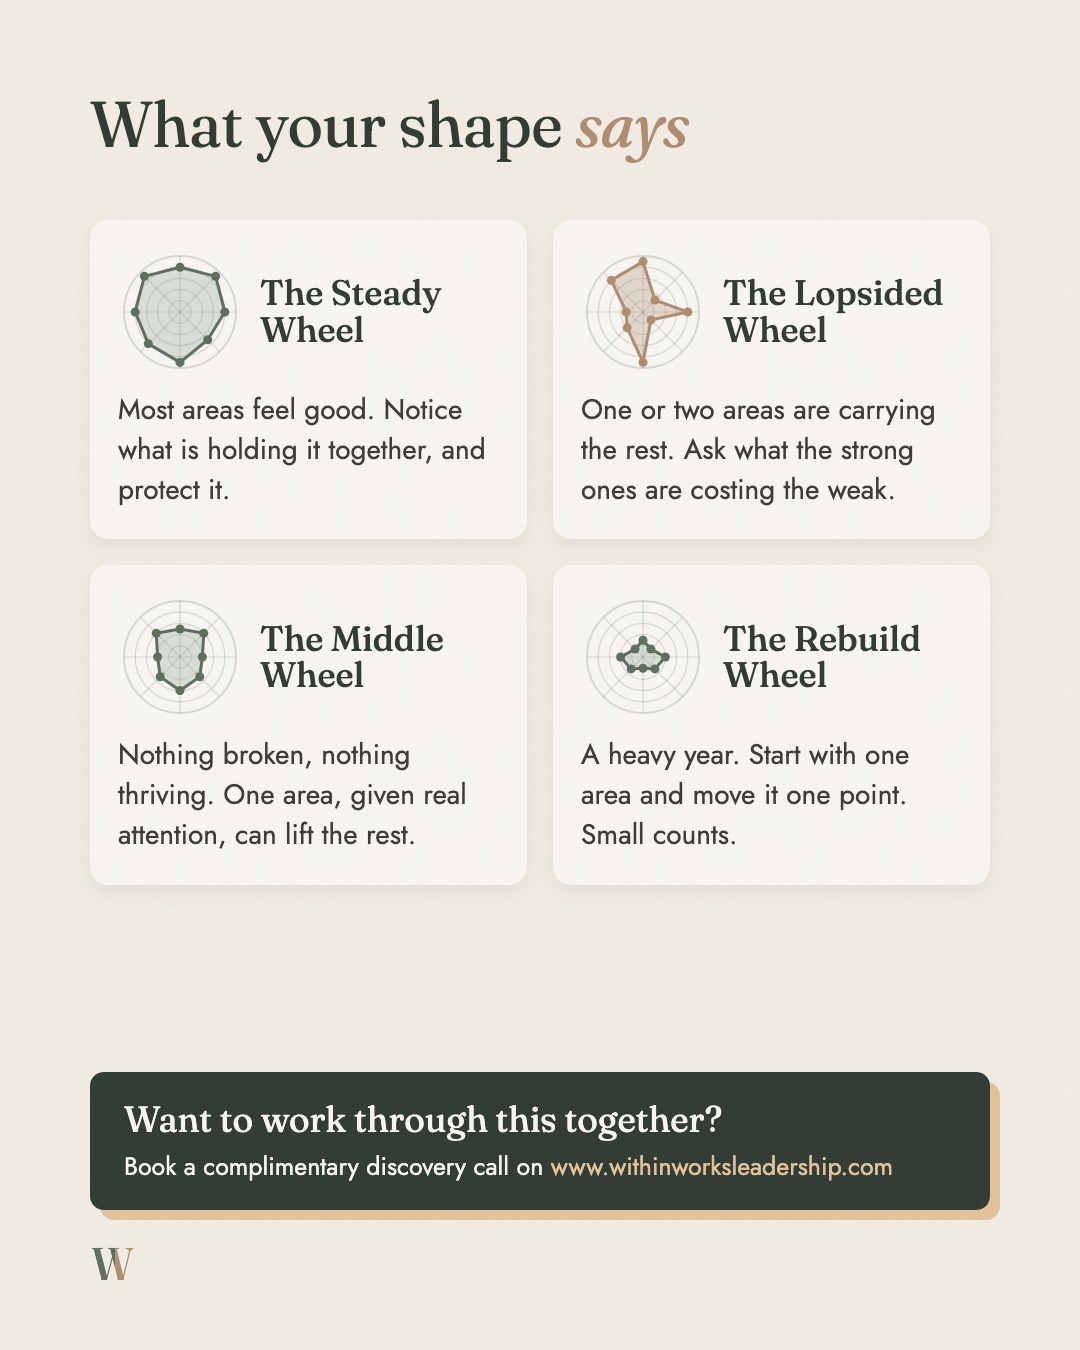 What your shape says
The Steady
Wheel
Most areas feel good. Notice
what is holding it together, and
protect it.
The Lopsided
Wheel
One or two areas are carrying
the rest. Ask what the strong
ones are costing the weak.
The Middle
Wheel
Nothing broken, nothing
thriving. One area, given real
attention, can lift the rest.
The Rebuild
Wheel
A heavy year. Start with one
area and move it one point.
Small counts.
Want to work through this together?
Book a complimentary discovery call on www.withinworksleadership.com
W